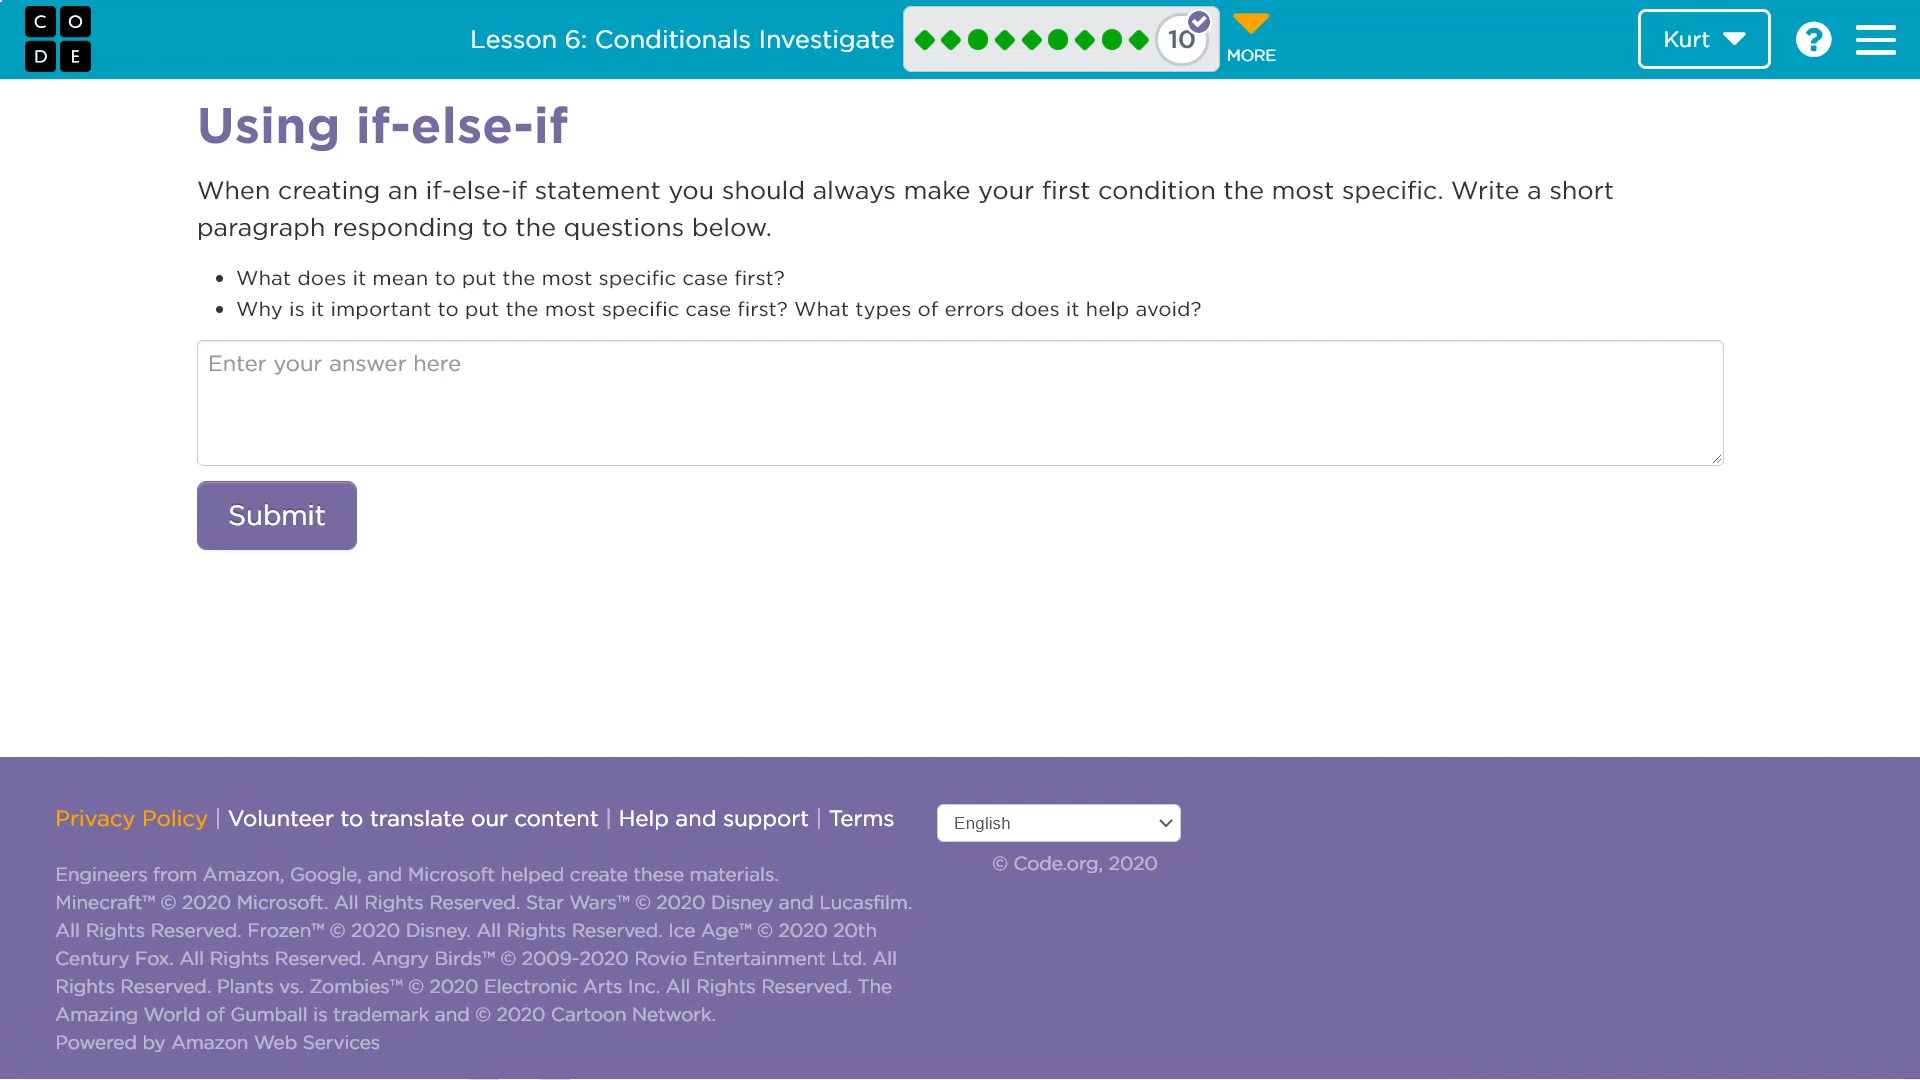 C O
D E
Lesson 6: Conditionals Investigate
10
MORE
Kurt
?
Using if-else-if
When creating an if-else-if statement you should always make your first condition the most specific. Write a short
paragraph responding to the questions below.
• What does it mean to put the most specific case first?
• Why is it important to put the most specific case first? What types of errors does it help avoid?
Enter your answer here
Submit
Privacy Policy | Volunteer to translate our content | Help and support | Terms
English
© Code.org, 2020
Engineers from Amazon, Google, and Microsoft helped create these materials.
Minecraft™ © 2020 Microsoft. All Rights Reserved. Star Wars™ © 2020 Disney and Lucasfilm.
All Rights Reserved. Frozen™ © 2020 Disney. All Rights Reserved. Ice Age™ © 2020 20th
Century Fox. All Rights Reserved. Angry Birds™ © 2009-2020 Rovio Entertainment Ltd. All
Rights Reserved. Plants vs. Zombies™ © 2020 Electronic Arts Inc. All Rights Reserved. The
Amazing World of Gumball is trademark and © 2020 Cartoon Network.
Powered by Amazon Web Services